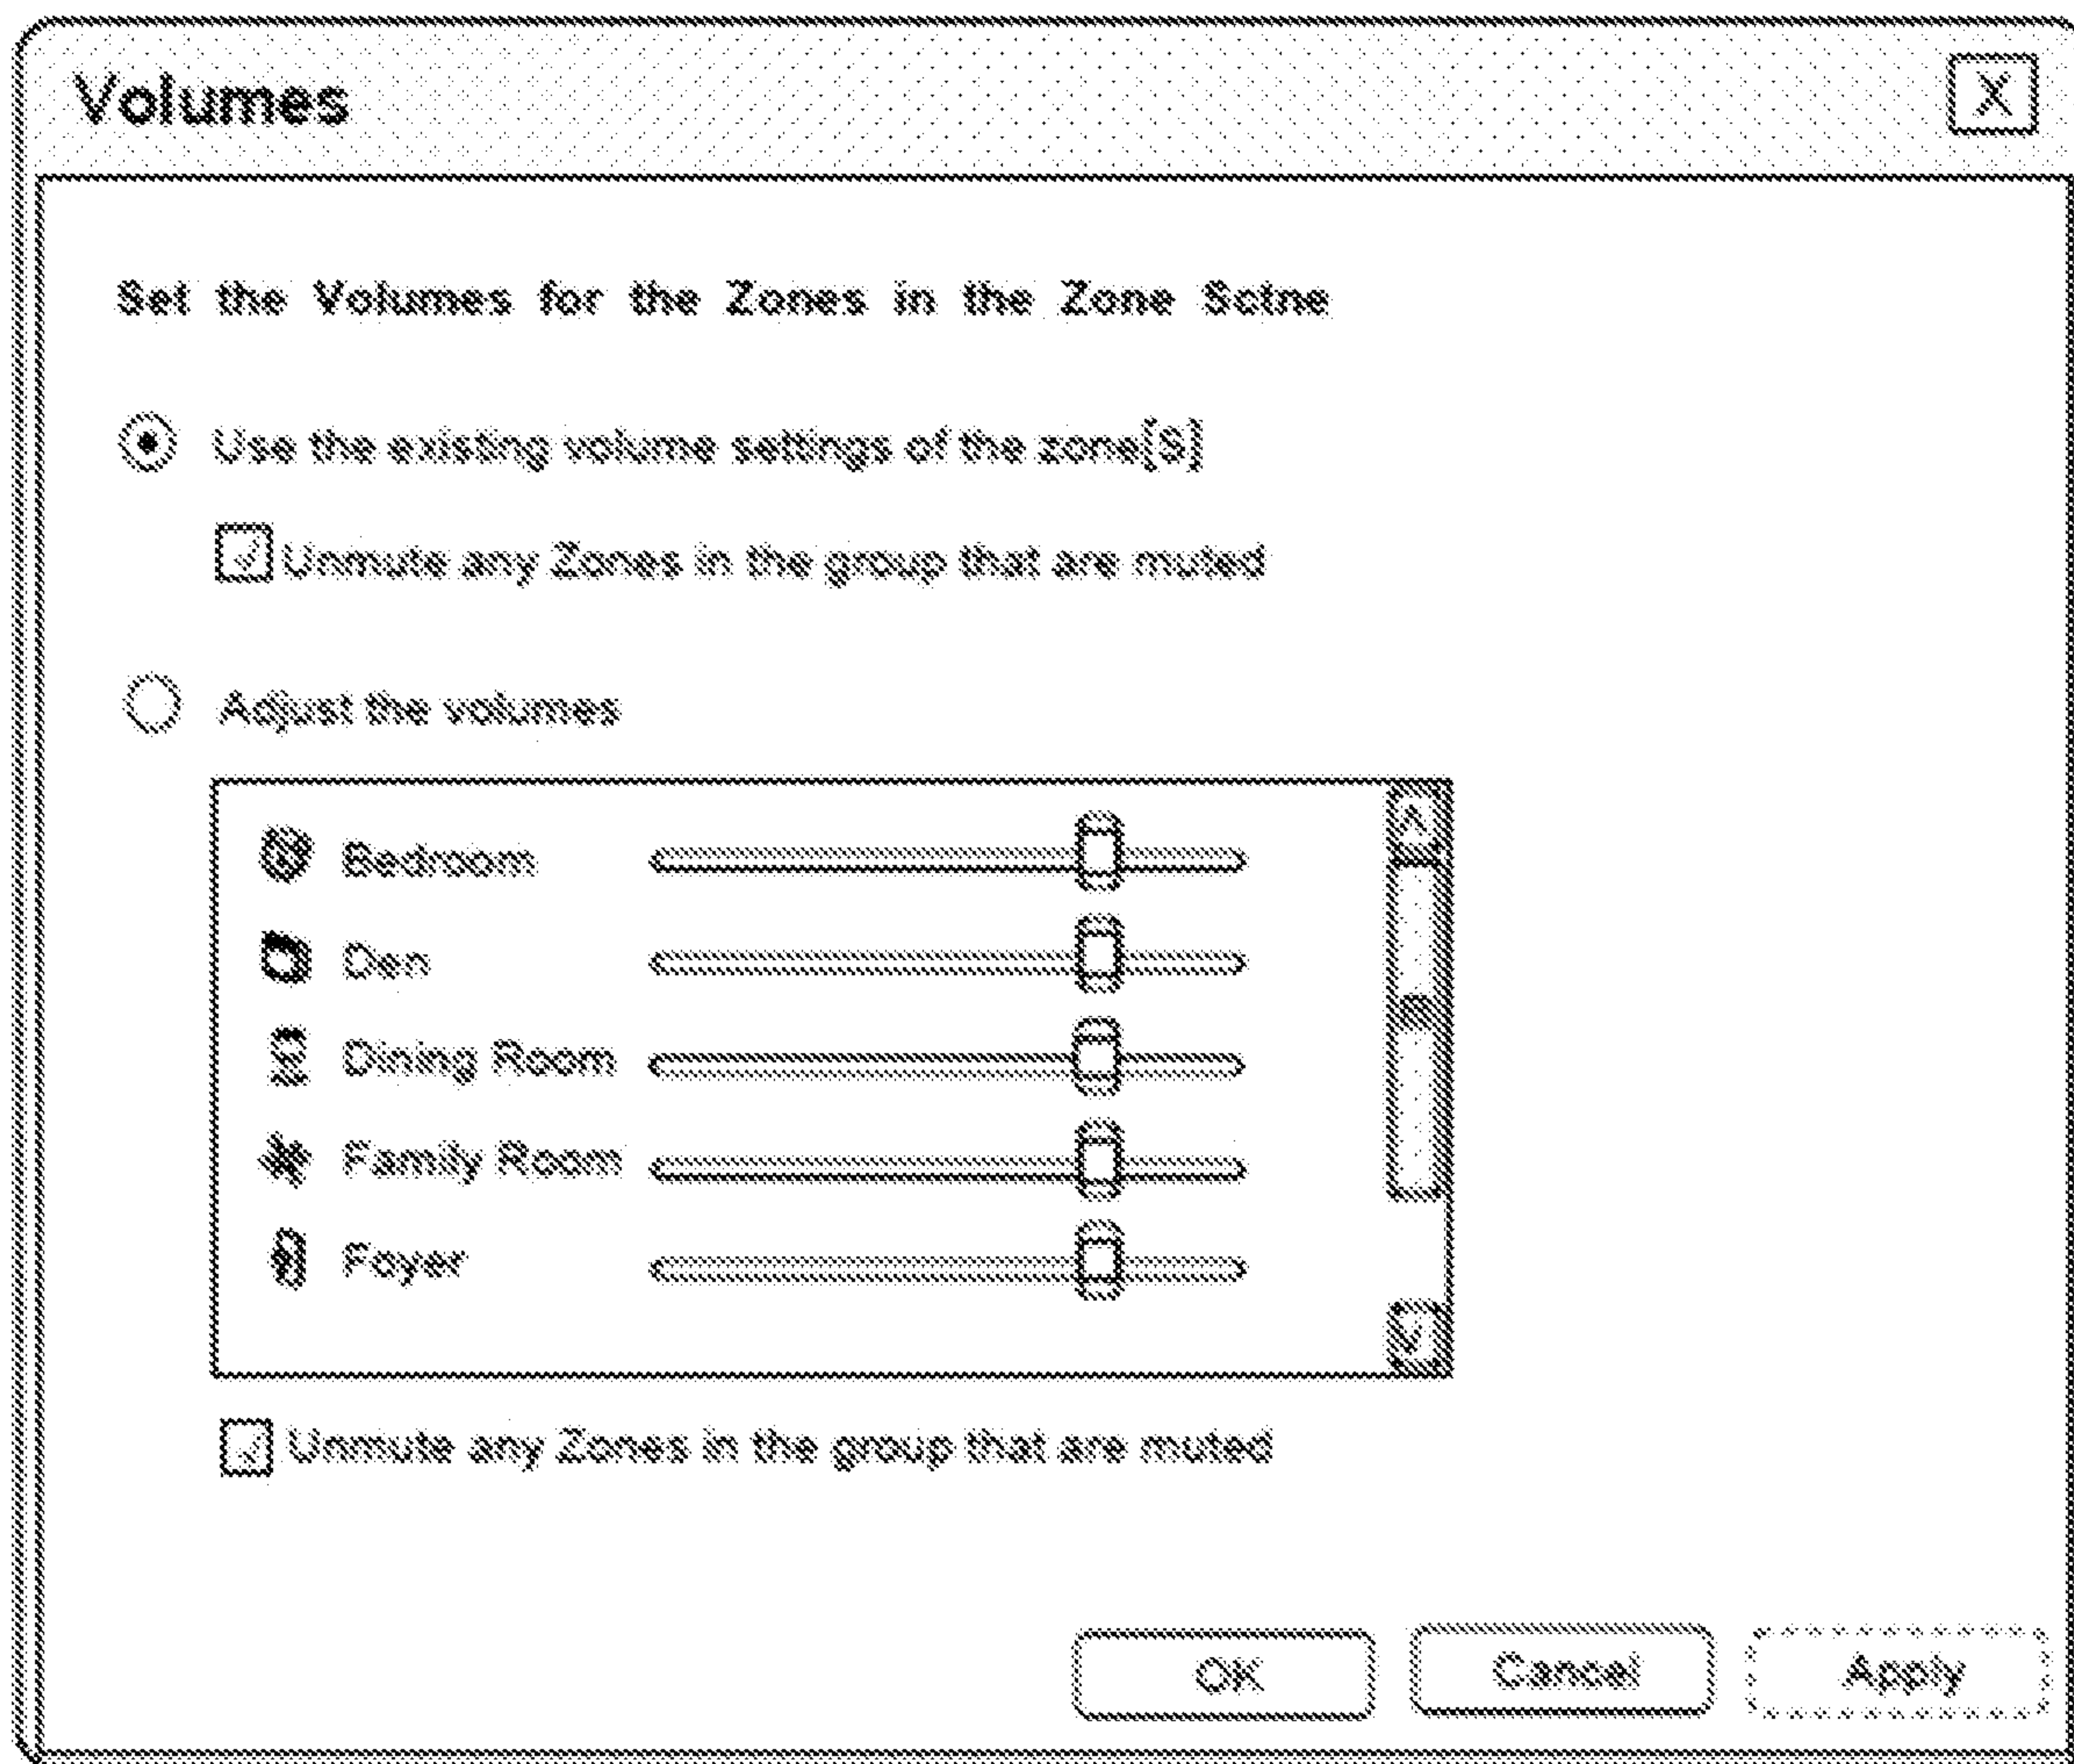 Volumes
X
Set the Volumes for the Zones in the Zone Sctne
Use the existing volume settings of the zone[S]
Unmute any Zones in the group that are muted
Adjust the volumes
Bedroom
Den
Dining Room
Family Room
Foyer
Unmute any Zones in the group that are muted
OK Cancel Apply